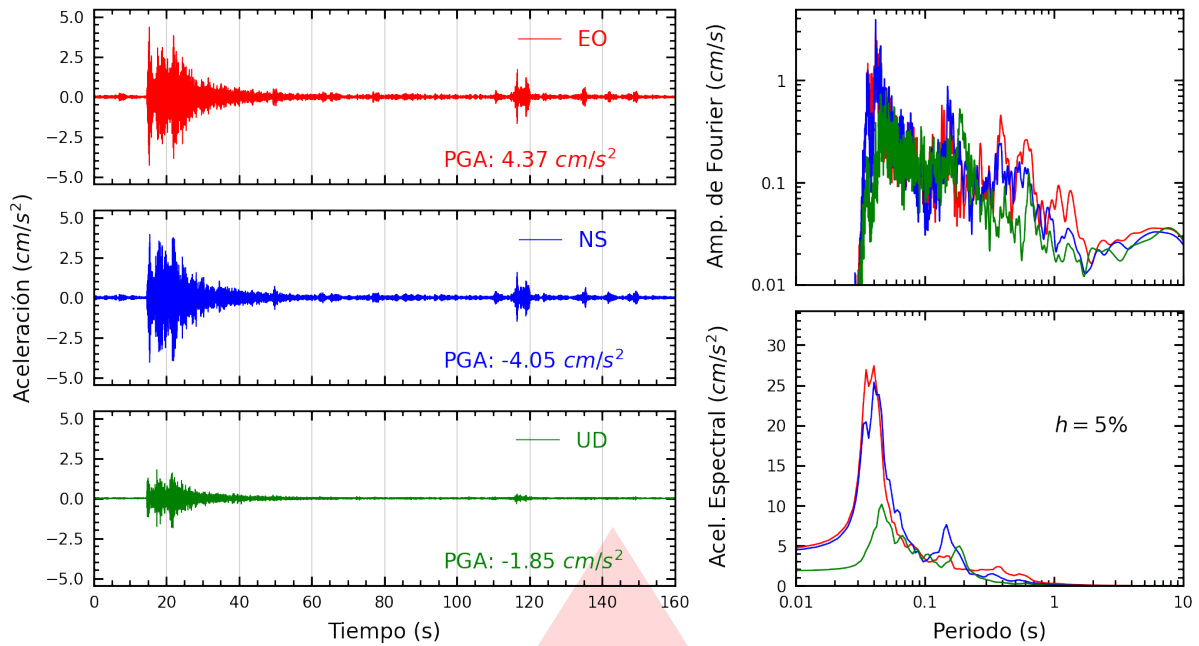 Aceleración (cm/s²)
5.0
2.5
0.0
−2.5
−5.0
EO
PGA: 4.37 cm/s²
5.0
2.5
0.0
−2.5
−5.0
NS
PGA: -4.05 cm/s²
5.0
2.5
0.0
−2.5
−5.0
UD
PGA: -1.85 cm/s²
0 20 40 60 80 100 120 140 160
Tiempo (s)
Amp. de Fourier (cm/s)
1
0.1
0.01
Acel. Espectral (cm/s²)
30
25
20
15
10
5
0
h = 5%
0.01 0.1 1 10
Periodo (s)